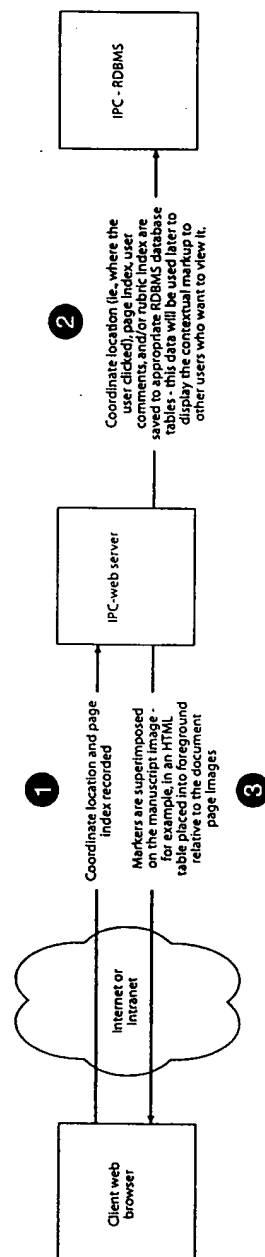 Client web
browser
Internet or
Intranet
1
Coordinate location and page
index recorded
Markers are superimposed
on the manuscript image -
for example, in an HTML
table placed into foreground
relative to the document
page images
3
IPC-web server
2
Coordinate location (ie., where the
user clicked), page index, user
comments, and/or rubric index are
saved to appropriate RDBMS database
tables - this data will be used later to
display the contextual markup to
other users who want to view it.
IPC - RDBMS